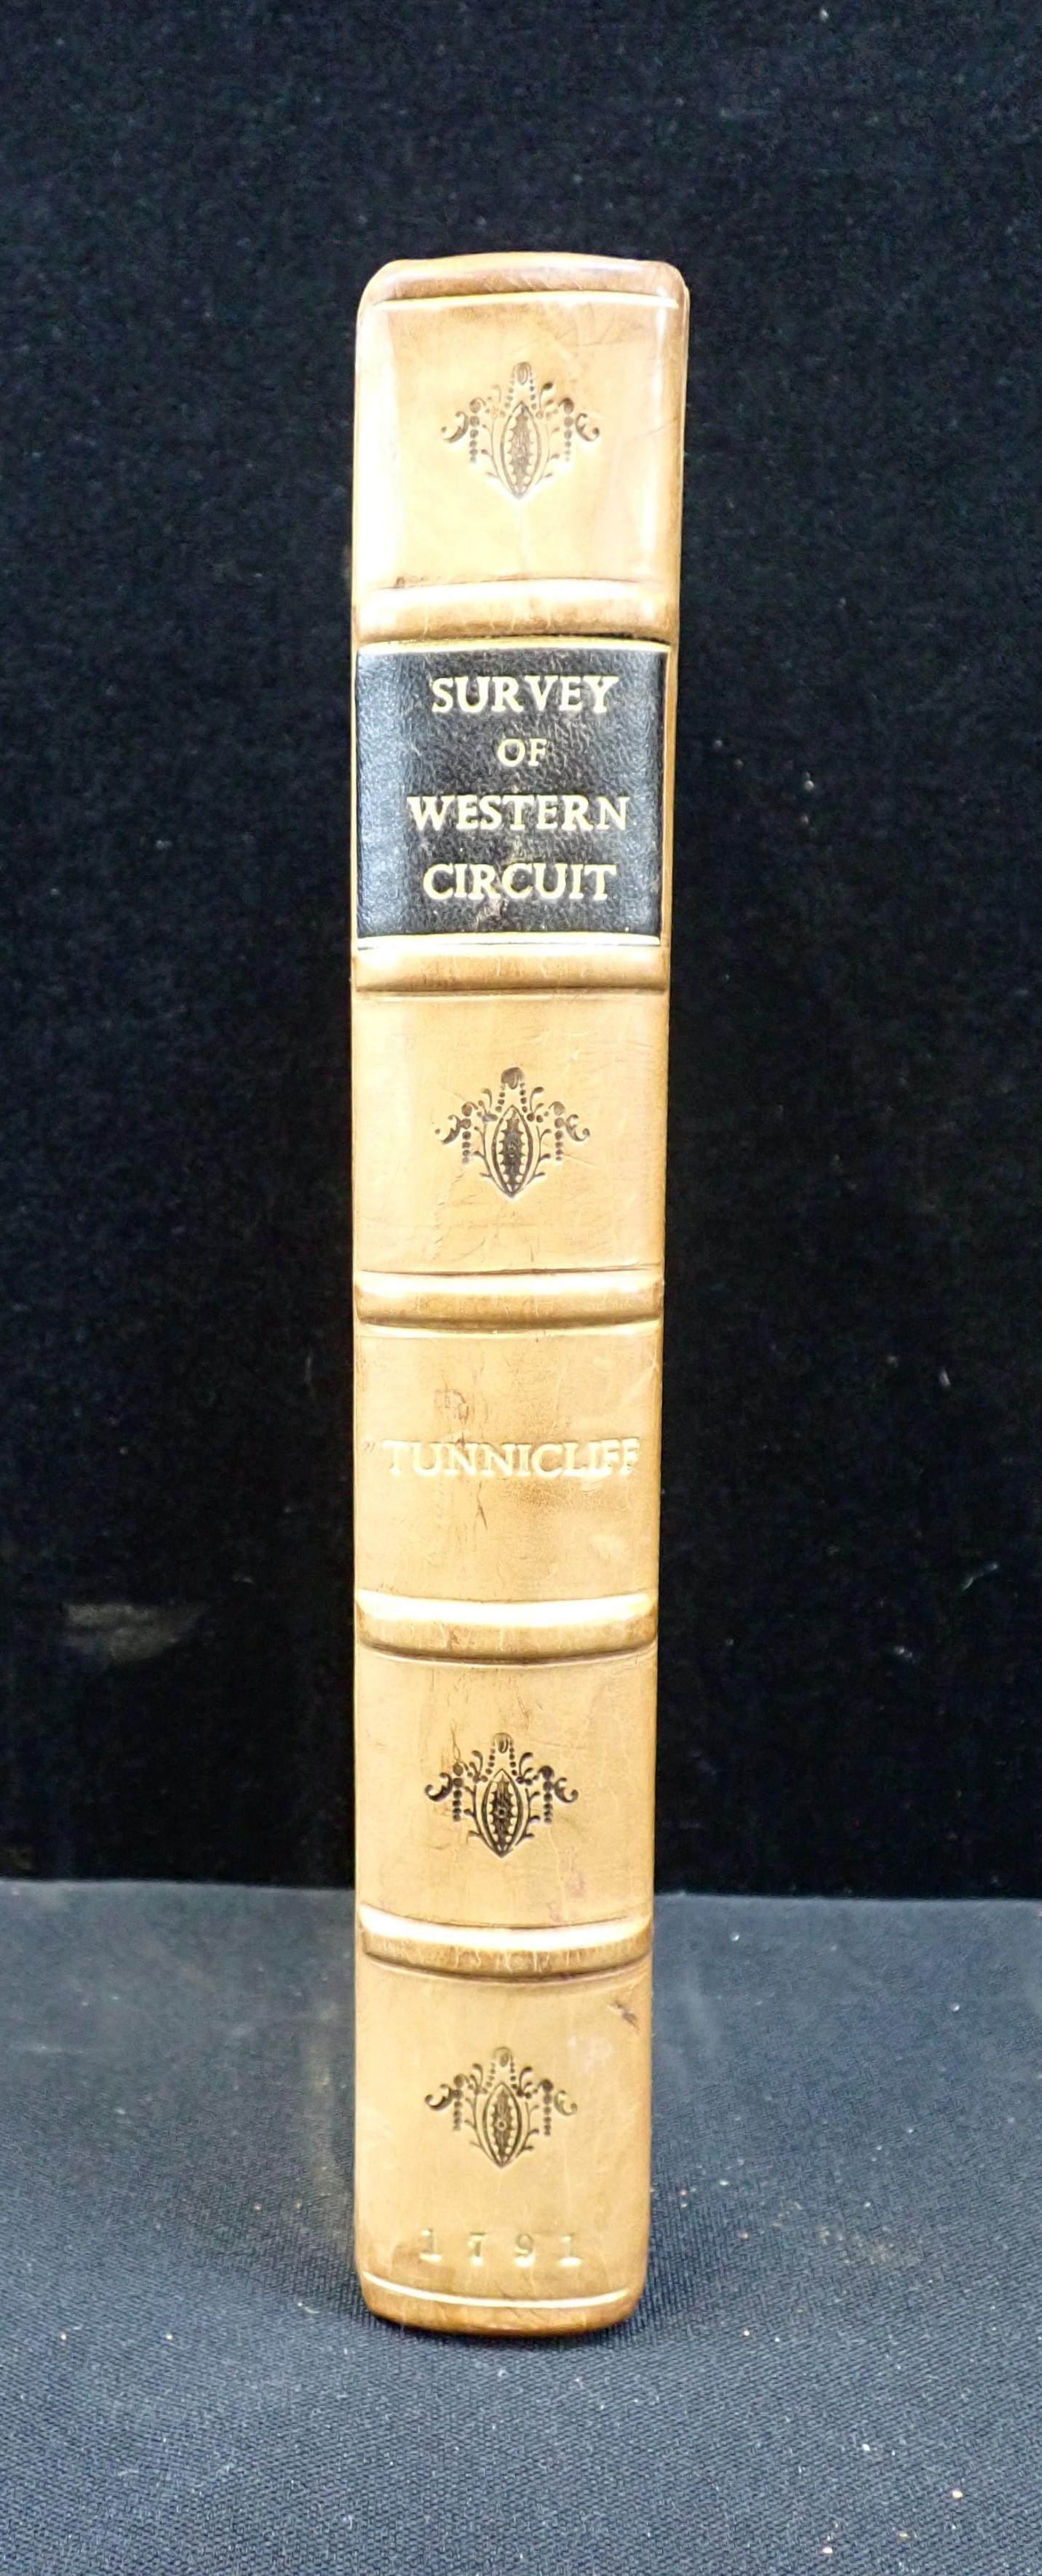 SURVEY
OF
WESTERN
CIRCUIT
TUNNICLIFF
1791